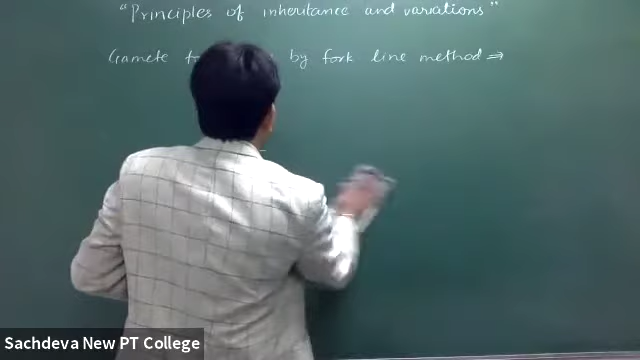 "Principles of inheritance and variations"
Gamete by fork line method ⇒
Sachdeva New PT College